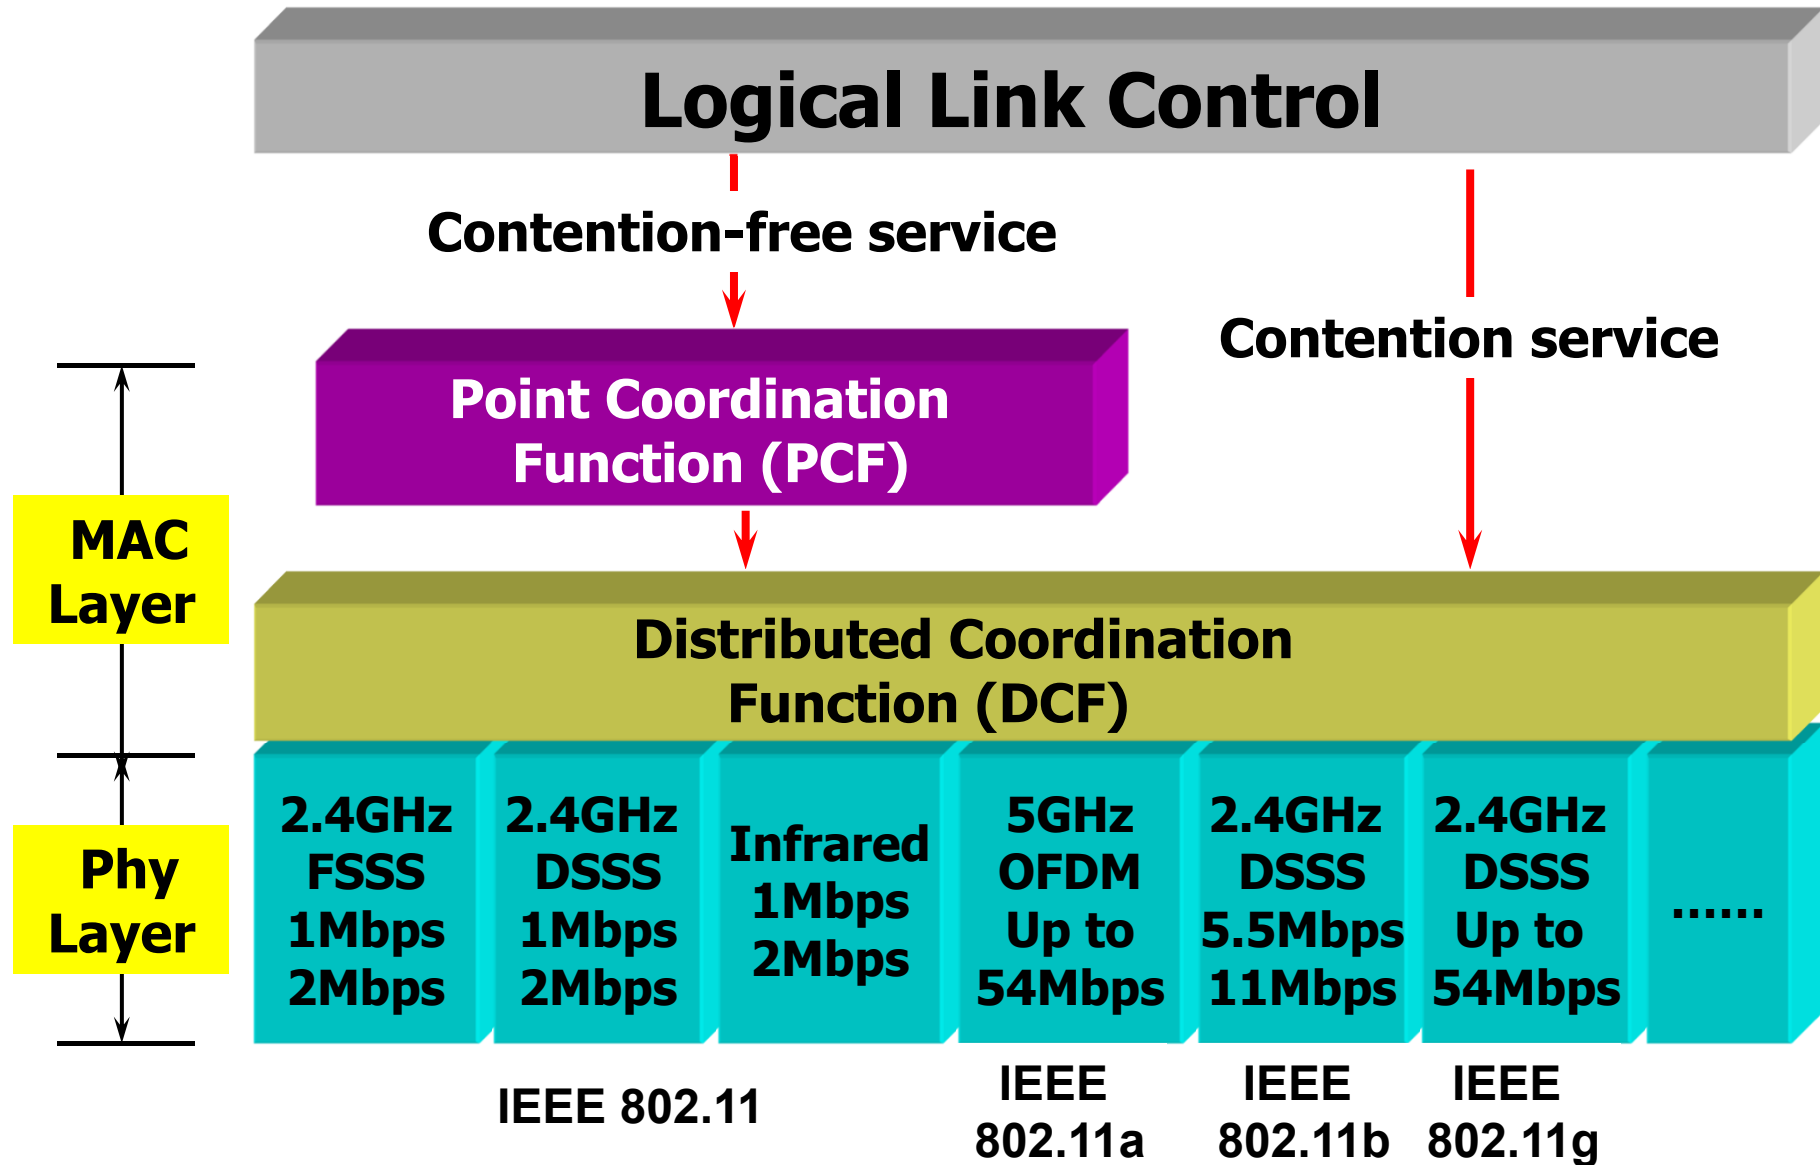 Logical Link Control
Contention-free service
Contention service
Point Coordination
Function (PCF)
MAC
Layer
Distributed Coordination
Function (DCF)
Phy
Layer
2.4GHz
FSSS
1Mbps
2Mbps
2.4GHz
DSSS
1Mbps
2Mbps
Infrared
1Mbps
2Mbps
5GHz
OFDM
Up to
54Mbps
2.4GHz
DSSS
5.5Mbps
11Mbps
2.4GHz
DSSS
Up to
54Mbps
......
IEEE 802.11
IEEE
802.11a
IEEE
802.11b
IEEE
802.11g